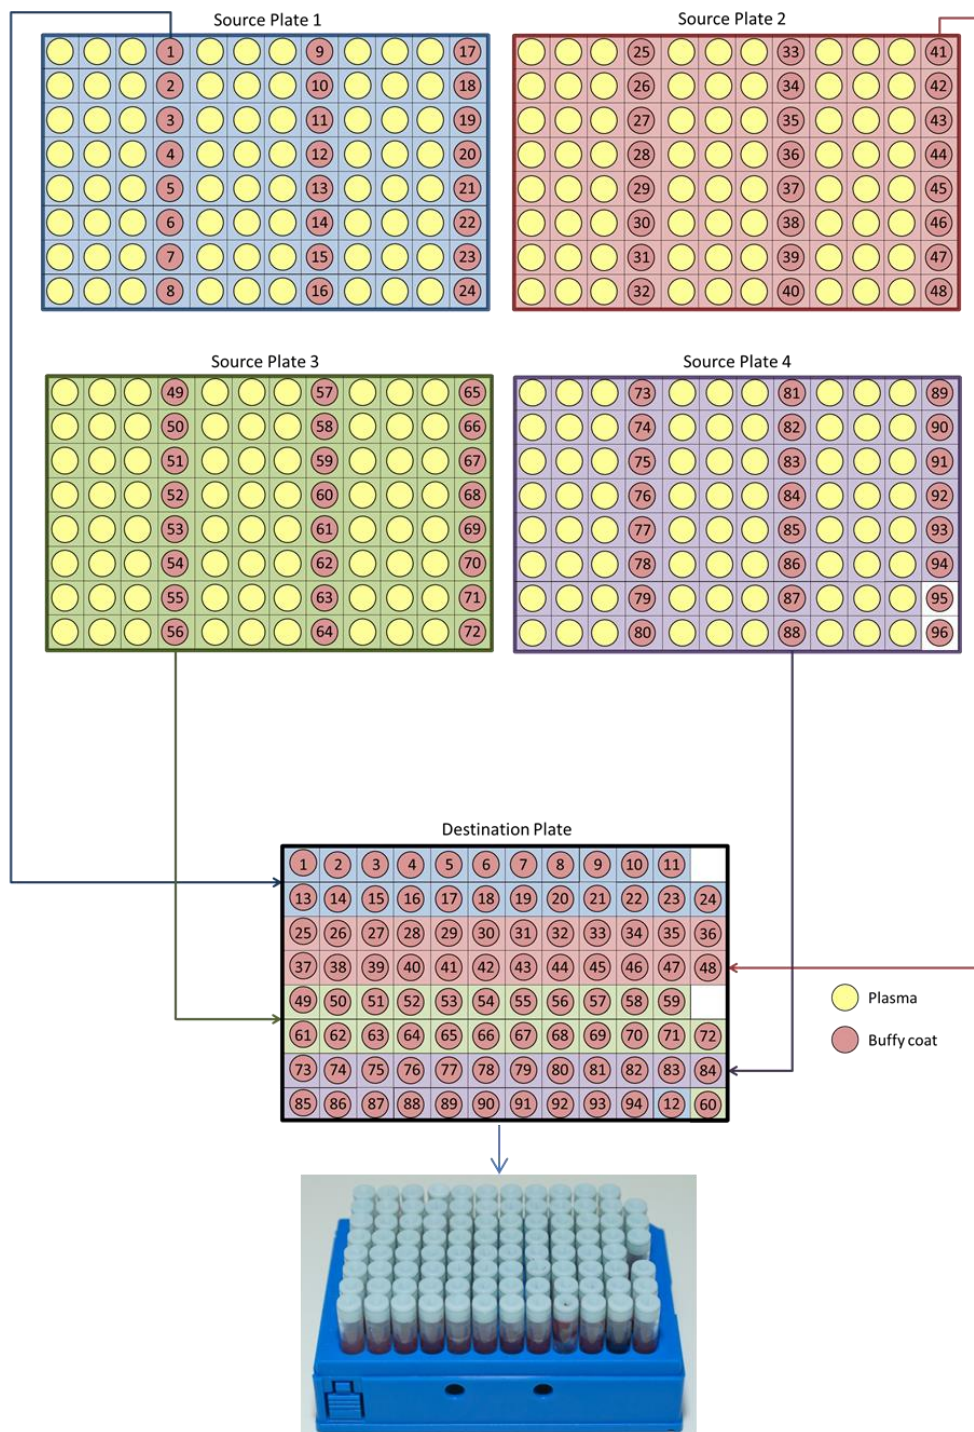 Source Plate 1
1 9 17
2 10 18
3 11 19
4 12 20
5 13 21
6 14 22
7 15 23
8 16 24
Source Plate 2
25 33 41
26 34 42
27 35 43
28 36 44
29 37 45
30 38 46
31 39 47
32 40 48
Source Plate 3
49 57 65
50 58 66
51 59 67
52 60 68
53 61 69
54 62 70
55 63 71
56 64 72
Source Plate 4
73 81 89
74 82 90
75 83 91
76 84 92
77 85 93
78 86 94
79 87 95
80 88 96
Destination Plate
1 2 3 4 5 6 7 8 9 10 11
13 14 15 16 17 18 19 20 21 22 23 24
25 26 27 28 29 30 31 32 33 34 35 36
37 38 39 40 41 42 43 44 45 46 47 48
49 50 51 52 53 54 55 56 57 58 59
61 62 63 64 65 66 67 68 69 70 71 72
73 74 75 76 77 78 79 80 81 82 83 84
85 86 87 88 89 90 91 92 93 94 12 60
Plasma
Buffy coat